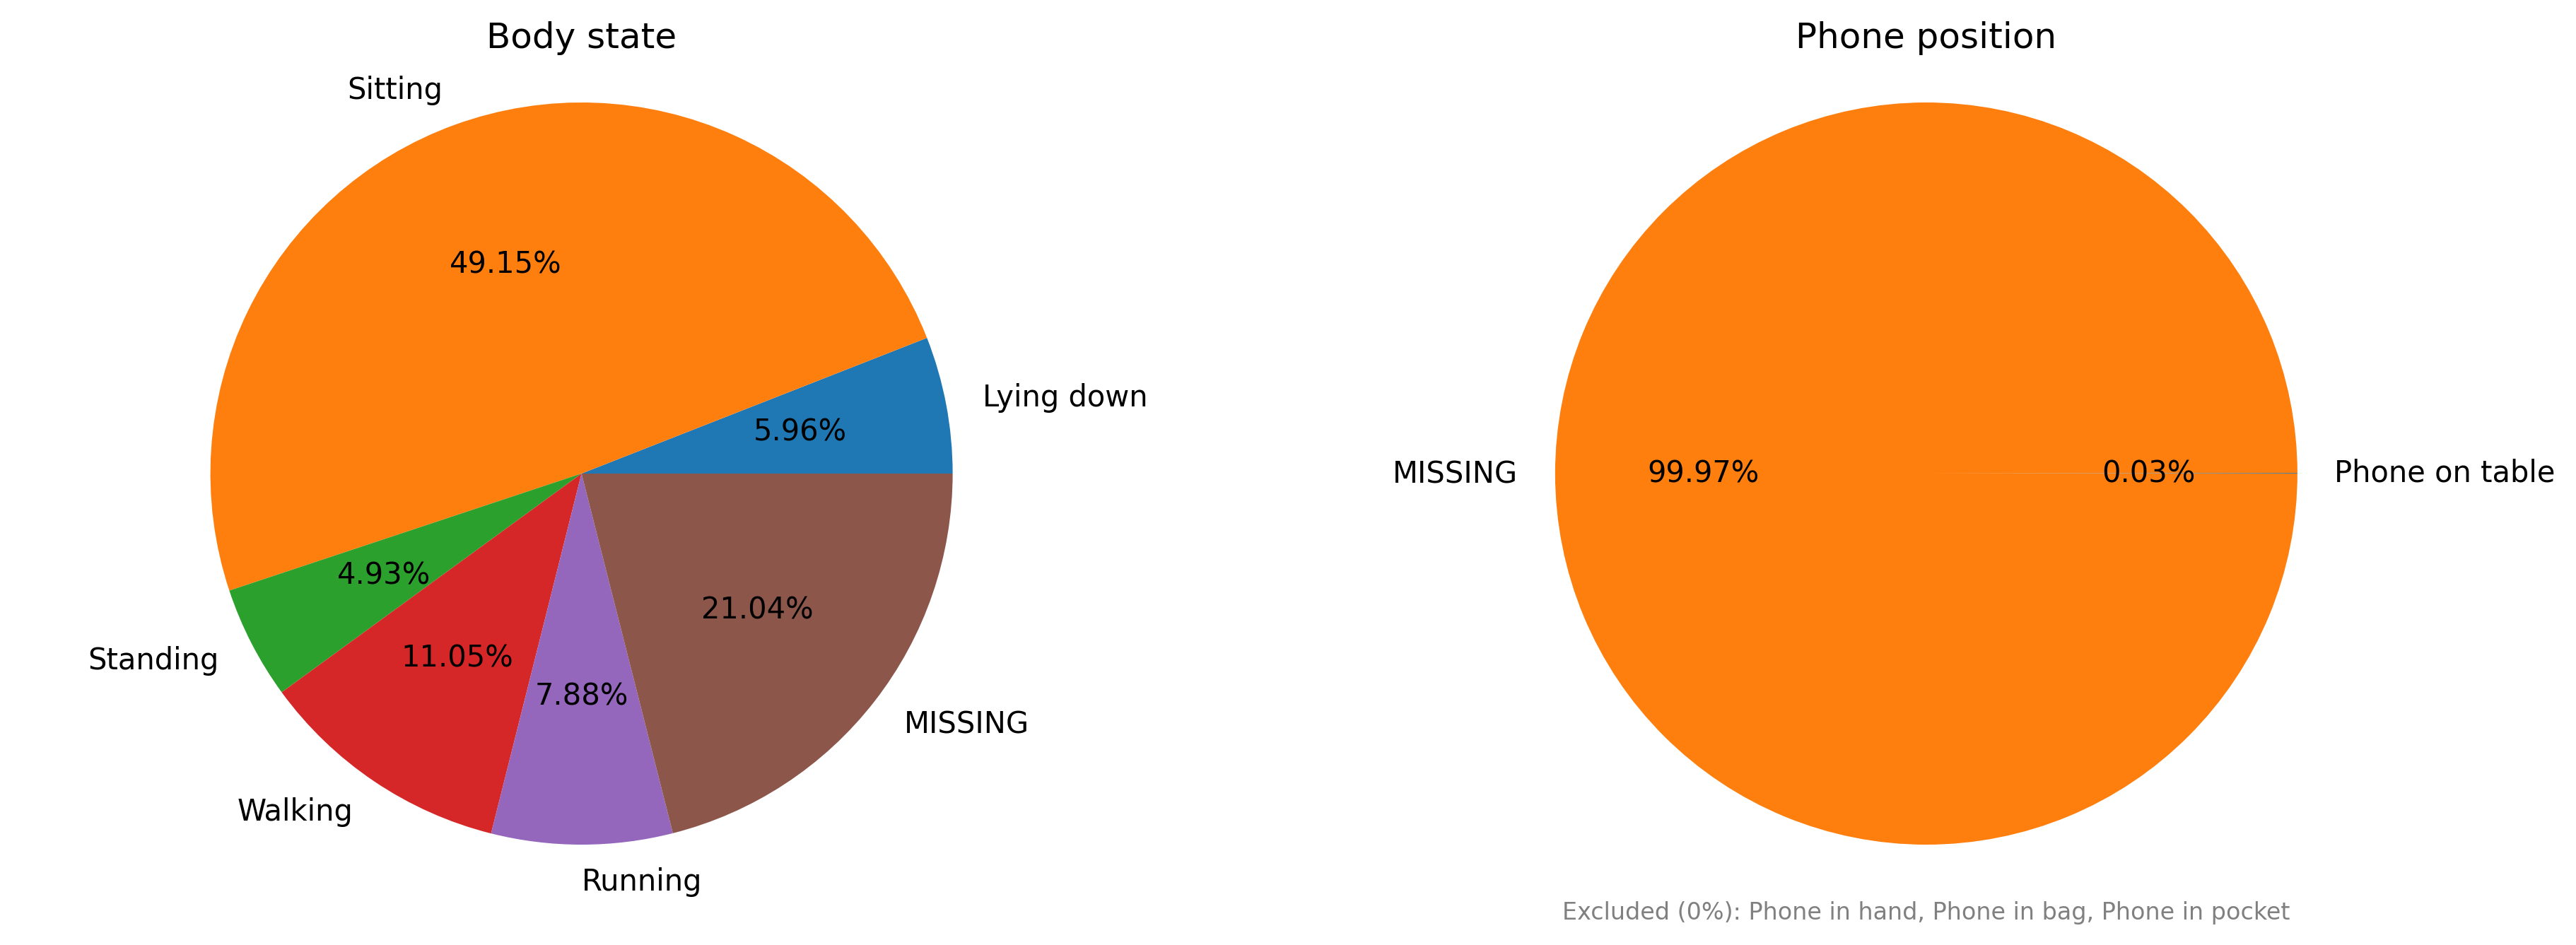 Body state
Sitting
49.15%
Lying down
5.96%
4.93%
Standing
11.05%
Walking
7.88%
Running
21.04%
MISSING
Phone position
MISSING
99.97%
0.03%
Phone on table
Excluded (0%): Phone in hand, Phone in bag, Phone in pocket